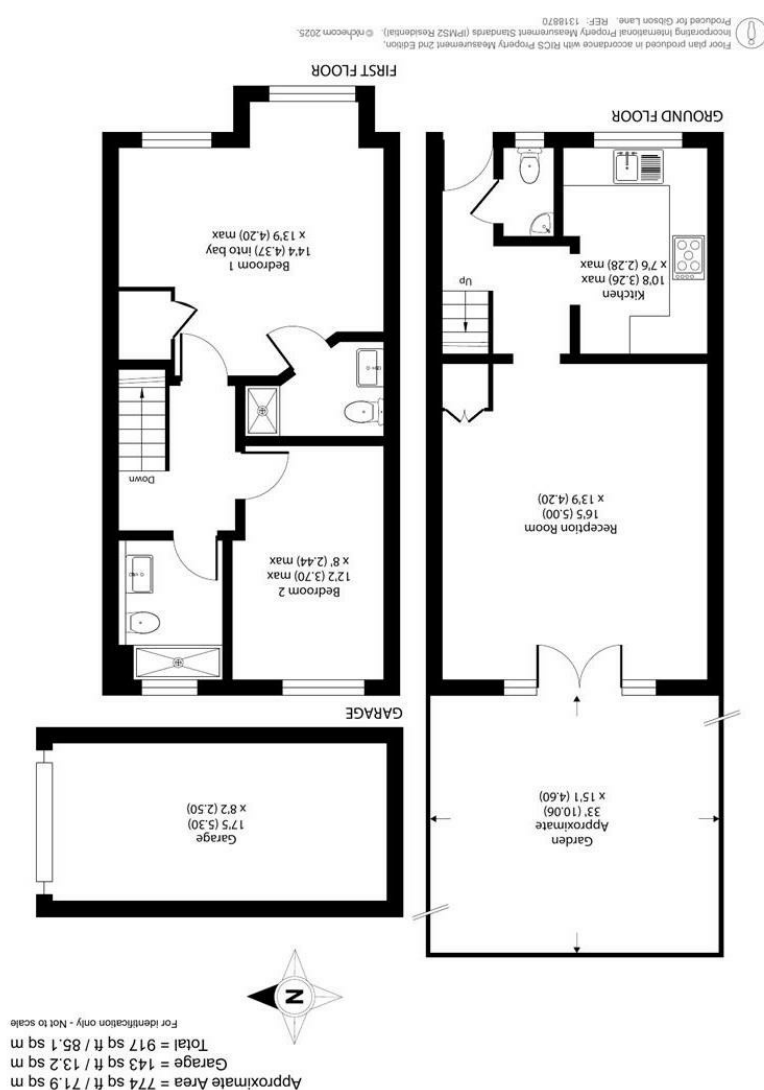 Approximate Area = 774 sq ft / 71.9 sq m
Garage = 143 sq ft / 13.2 sq m
Total = 917 sq ft / 85.1 sq m
For identification only - Not to scale
N
Garden
Approximate
33' (10.06)
x 15'1 (4.60)
Garage
17'5 (5.30)
x 8'2 (2.50)
GARAGE
Reception Room
16'5 (5.00)
x 13'9 (4.20)
Bedroom 2
12'2 (3.70) max
x 8' (2.44) max
Down
Up
Kitchen
10'8 (3.26) max
x 7'6 (2.28) max
Bedroom 1
14'4 (4.37) into bay
x 13'9 (4.20) max
GROUND FLOOR
FIRST FLOOR
Floor plan produced in accordance with RICS Property Measurement 2nd Edition,
Incorporating International Property Measurement Standards (IPMS2 Residential). © nichecom 2025.
Produced for Gibson Lane. REF: 1318870